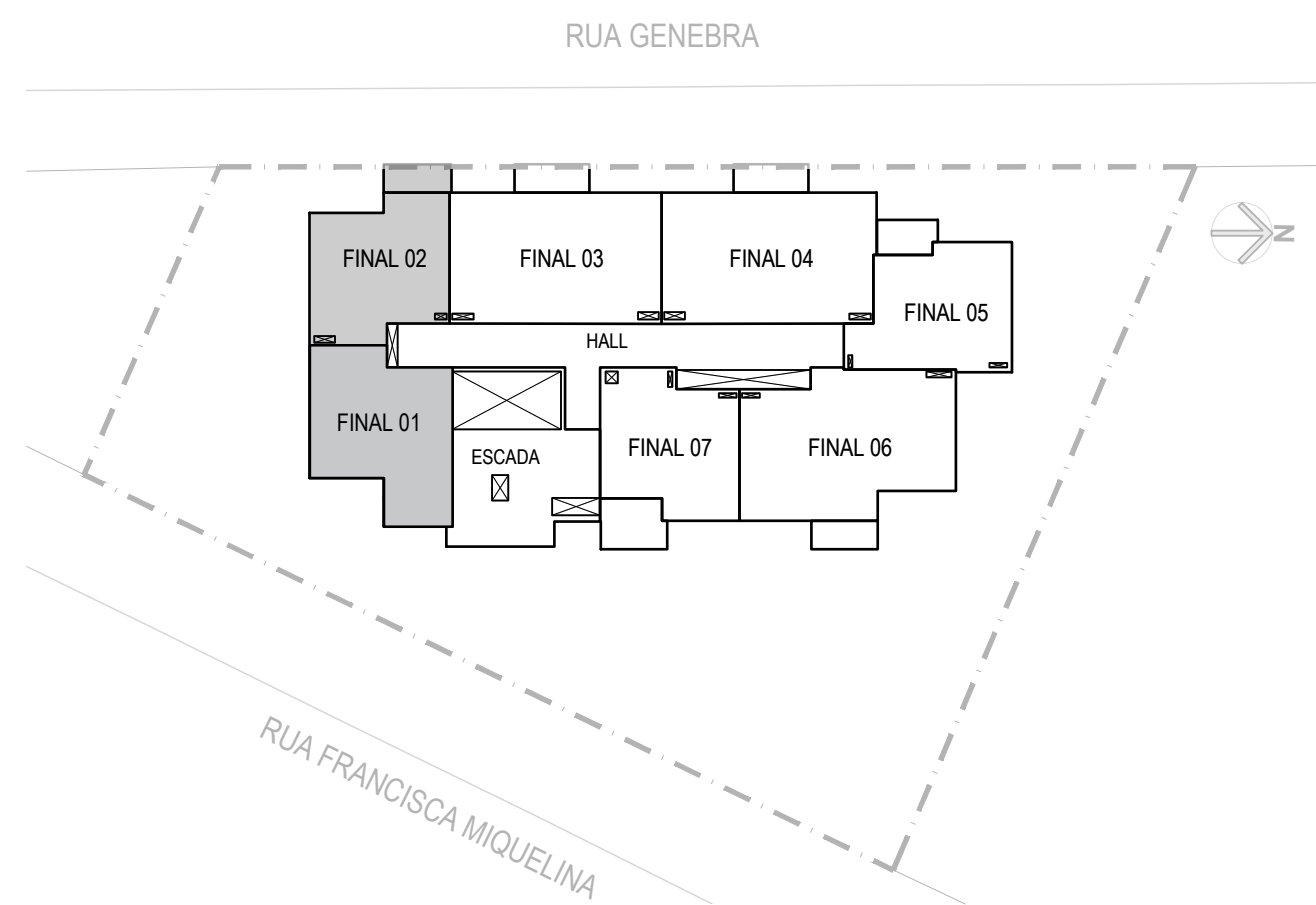 RUA GENEBRA
N
FINAL 02
FINAL 03
FINAL 04
FINAL 05
HALL
FINAL 01
ESCADA
FINAL 07
FINAL 06
RUA FRANCISCA MIQUELINA